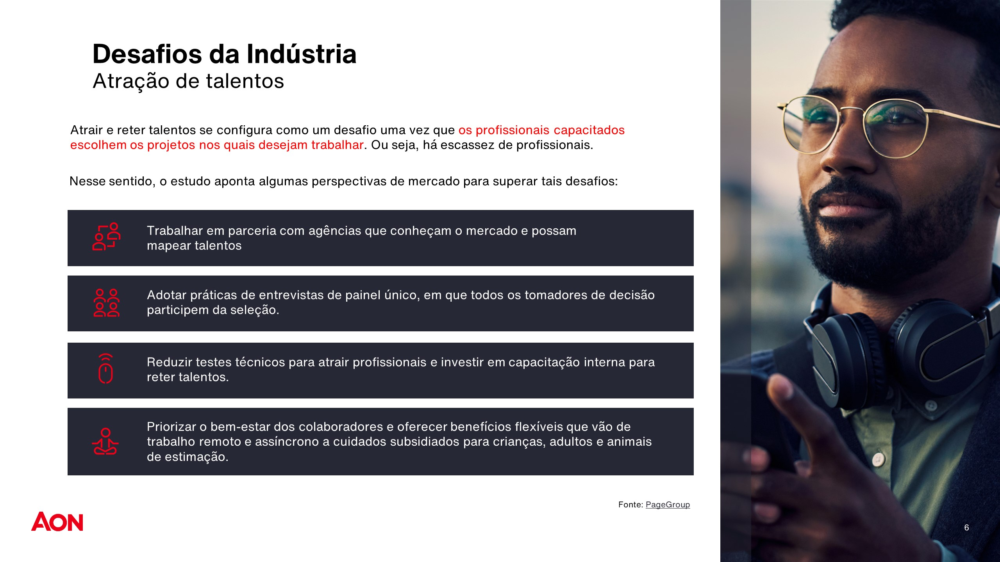 Desafios da Indústria
Atração de talentos
Atrair e reter talentos se configura como um desafio uma vez que os profissionais capacitados
escolhem os projetos nos quais desejam trabalhar. Ou seja, há escassez de profissionais.
Nesse sentido, o estudo aponta algumas perspectivas de mercado para superar tais desafios:
Trabalhar em parceria com agências que conheçam o mercado e possam
mapear talentos
Adotar práticas de entrevistas de painel único, em que todos os tomadores de decisão
participem da seleção.
Reduzir testes técnicos para atrair profissionais e investir em capacitação interna para
reter talentos.
Priorizar o bem-estar dos colaboradores e oferecer benefícios flexíveis que vão de
trabalho remoto e assíncrono a cuidados subsidiados para crianças, adultos e animais
de estimação.
Fonte: PageGroup
AON
6